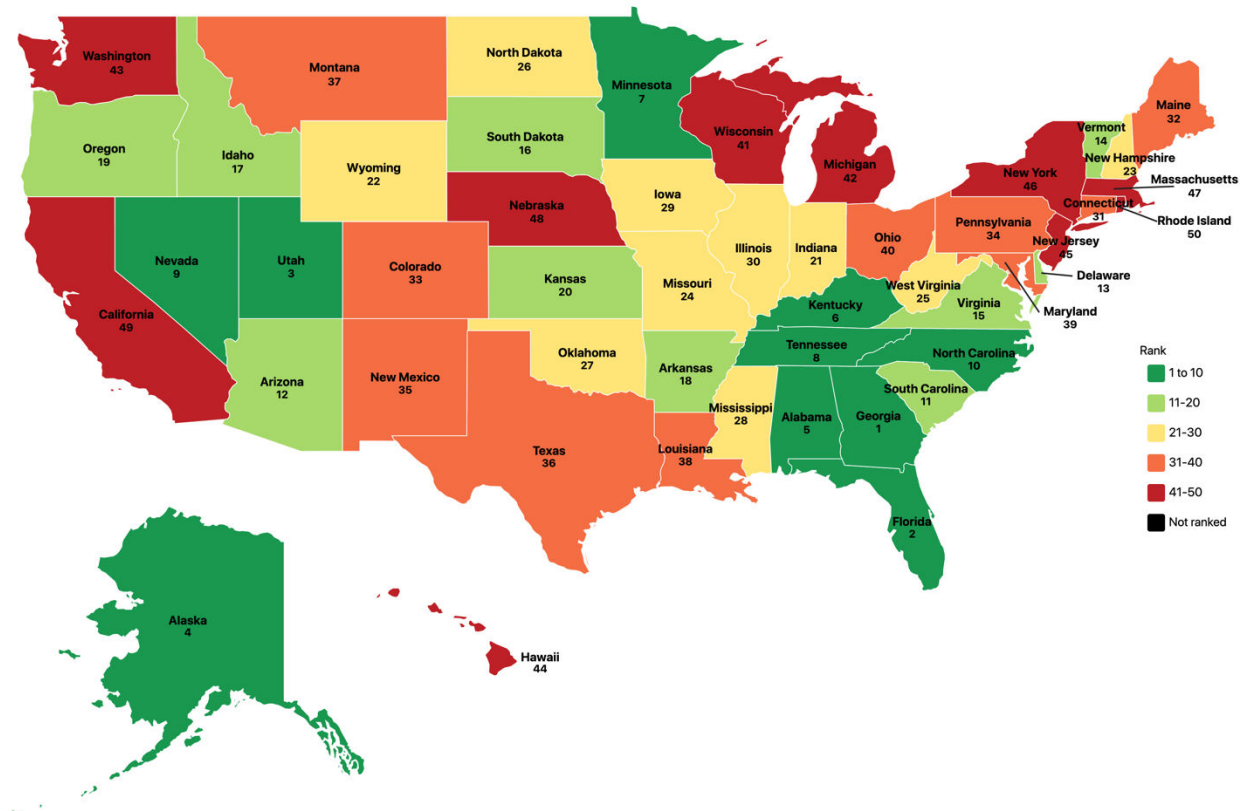 Washington
43
Montana
37
North Dakota
26
Minnesota
7
Oregon
19
Idaho
17
Wyoming
22
South Dakota
16
Wisconsin
41
Michigan
42
Maine
32
Vermont
14
New Hampshire
23
New York
46
Massachusetts
47
Connecticut
31
Rhode Island
50
Nevada
9
Utah
3
Colorado
33
Nebraska
48
Iowa
29
Illinois
30
Indiana
21
Ohio
40
Pennsylvania
34
New Jersey
45
Delaware
13
Maryland
39
California
49
Kansas
20
Missouri
24
Kentucky
6
West Virginia
25
Virginia
15
Arizona
12
New Mexico
35
Oklahoma
27
Arkansas
18
Tennessee
8
North Carolina
10
South Carolina
11
Texas
36
Louisiana
38
Mississippi
28
Alabama
5
Georgia
1
Florida
2
Alaska
4
Hawaii
44
Rank
1 to 10
11-20
21-30
31-40
41-50
Not ranked